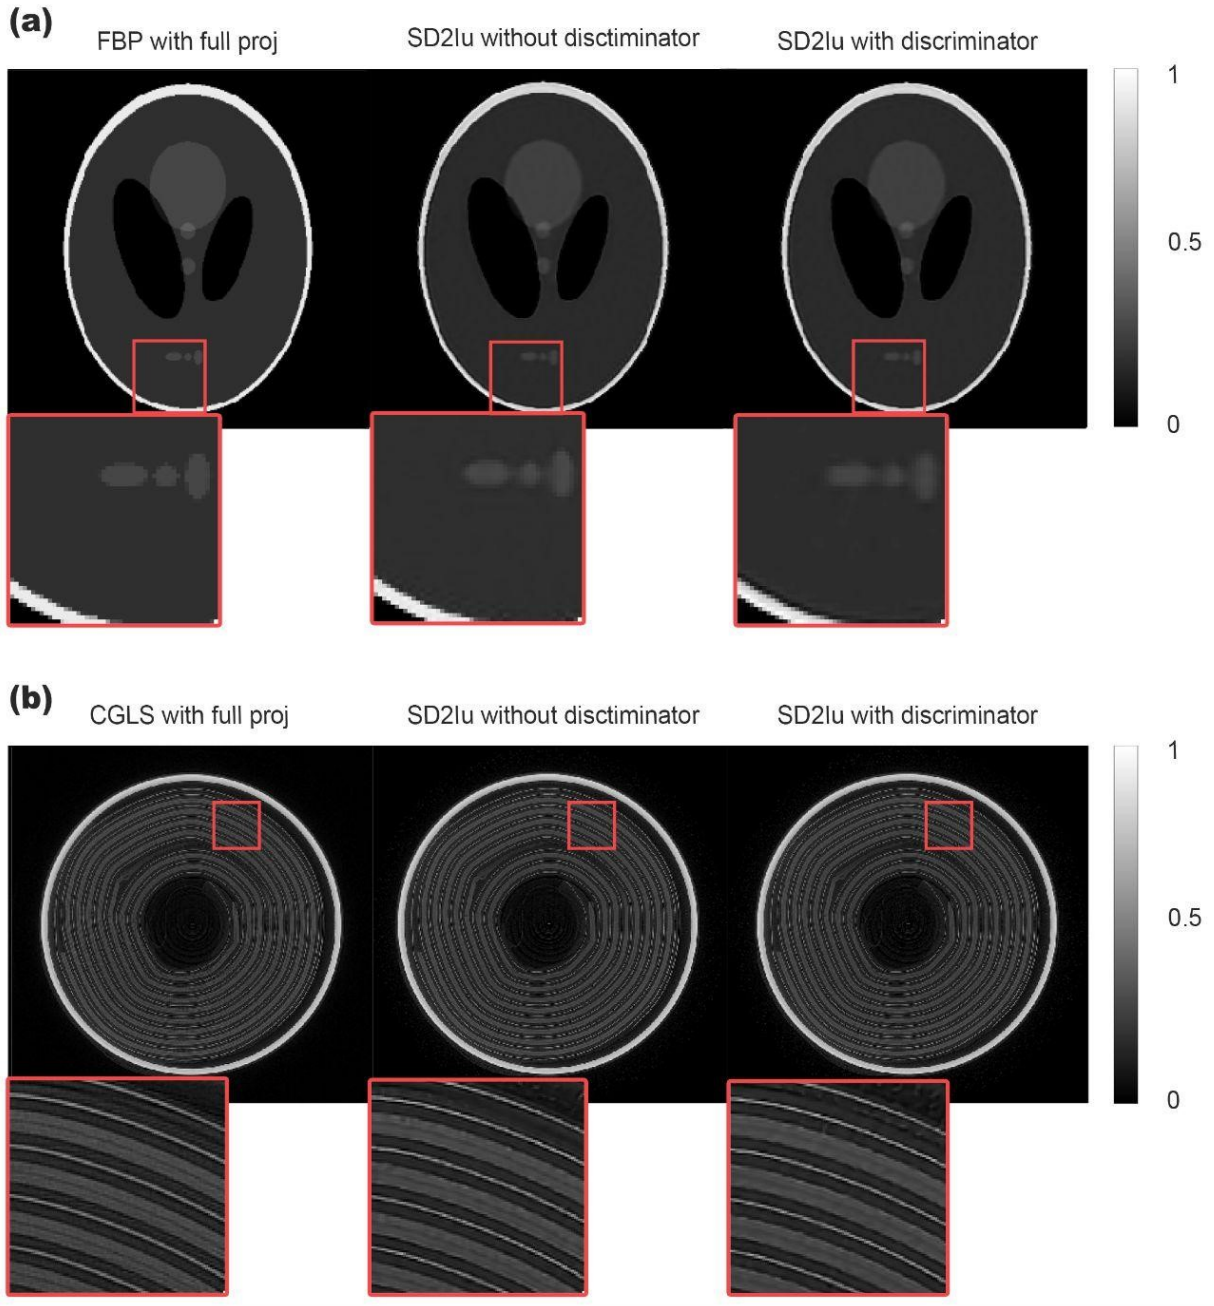 (a)
FBP with full proj
SD2Iu without disctiminator
SD2Iu with discriminator
1
0.5
0
(b)
CGLS with full proj
SD2Iu without disctiminator
SD2Iu with discriminator
1
0.5
0